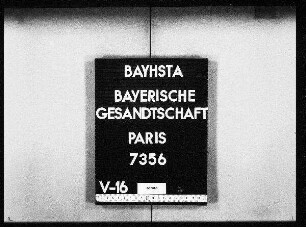 BAYHSTA
BAYERISCHE
GESANDTSCHAFT
PARIS
7356
V-16